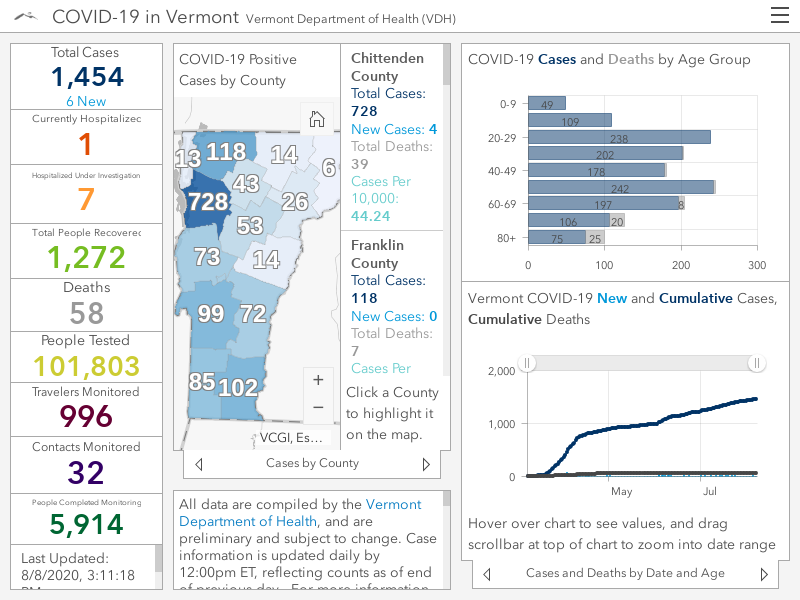 COVID-19 in Vermont Vermont Department of Health (VDH)
Total Cases
1,454
6 New
Currently Hospitalized
1
Hospitalized Under Investigation
7
Total People Recovered
1,272
Deaths
58
People Tested
101,803
Travelers Monitored
996
Contacts Monitored
32
People Completed Monitoring
5,914
Last Updated:
8/8/2020, 3:11:18
PM
COVID-19 Positive
Cases by County
13
118
14
6
43
728
26
53
73
14
99
72
85
102
+
−
VCGI, Es...
Chittenden
County
Total Cases:
728
New Cases: 4
Total Deaths:
39
Cases Per
10,000:
44.24
Franklin
County
Total Cases:
118
New Cases: 0
Total Deaths:
7
Cases Per
Click a County
to highlight it
on the map.
Cases by County
All data are compiled by the Vermont
Department of Health, and are
preliminary and subject to change. Case
information is updated daily by
12:00pm ET, reflecting counts as of end
of previous day. For more information
COVID-19 Cases and Deaths by Age Group
0-9
49
109
20-29
238
202
40-49
178
242
60-69
197
8
106
20
80+
75
25
0
100
200
300
Vermont COVID-19 New and Cumulative Cases,
Cumulative Deaths
2,000
1,000
0
May
Jul
Hover over chart to see values, and drag
scrollbar at top of chart to zoom into date range
Cases and Deaths by Date and Age